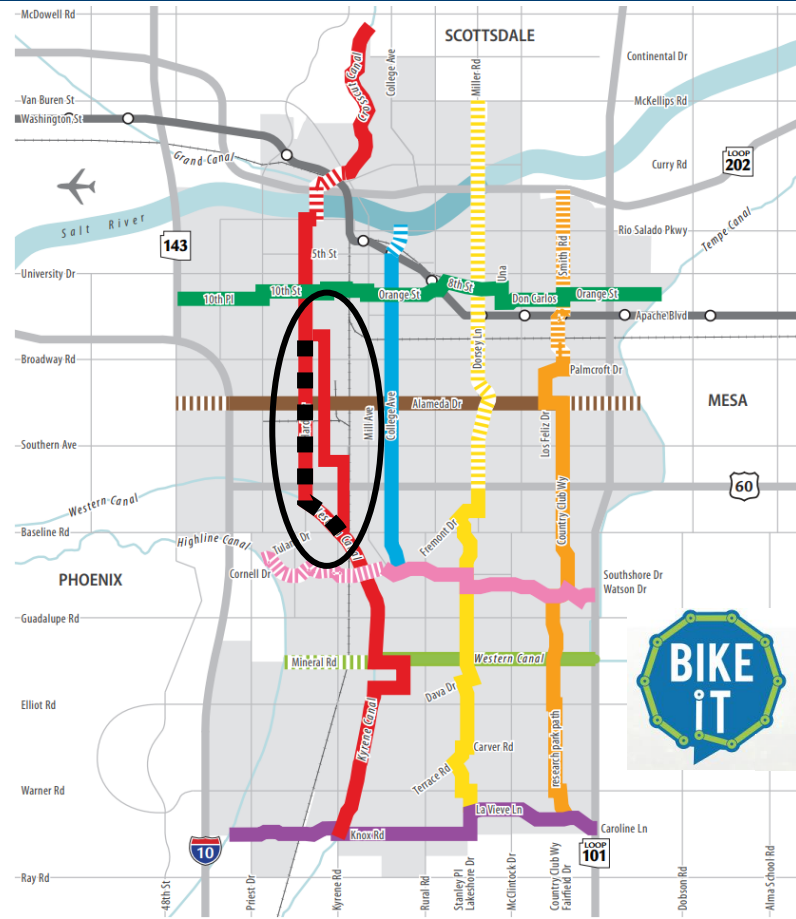 McDowell Rd
SCOTTSDALE
College Ave
Continental Dr
Miller Rd
Crosscut Canal
Van Buren St
McKellips Rd
Washington St
Grand Canal
Curry Rd
LOOP
202
Salt River
143
Rio Salado Pkwy
Tempe Canal
5th St
University Dr
Smith Rd
Una
8th St
10th St
10th Pl
Orange St
Don Carlos
Orange St
Apache Blvd
Dorsey Ln
Broadway Rd
Palmcroft Dr
Alameda Dr
MESA
Mill Ave
College Ave
Los Feliz Dr
Southern Ave
60
Country Club Wy
Western Canal
Baseline Rd
Highline Canal
Tulane Dr
Fremont Dr
PHOENIX
Cornell Dr
Southshore Dr
Watson Dr
Guadalupe Rd
BIKE
iT
Mineral Rd
Western Canal
Dava Dr
Elliot Rd
Kyrene Canal
research park path
Carver Rd
Terrace Rd
Warner Rd
La Vieve Ln
Knox Rd
Caroline Ln
10
LOOP
101
Ray Rd
48th St
Priest Dr
Kyrene Rd
Rural Rd
Stanley Pl
Lakeshore Dr
McClintock Dr
Country Club Wy
Fairfield Dr
Dobson Rd
Alma School Rd